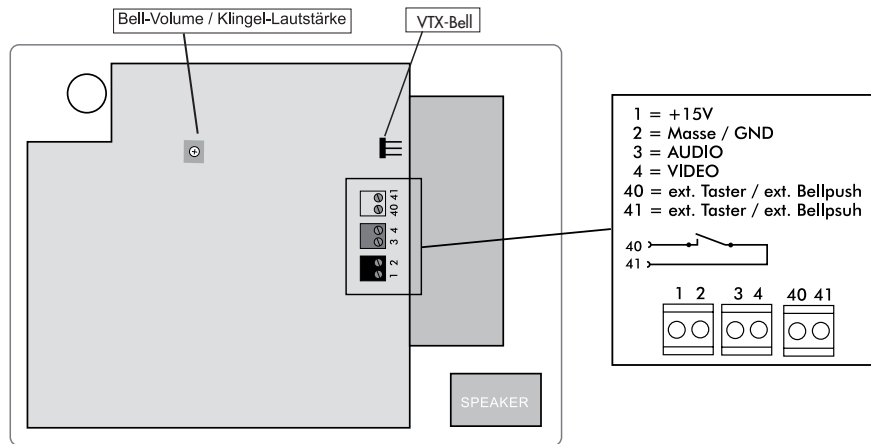 Bell-Volume / Klingel-Lautstärke
VTX-Bell
1 = +15V
2 = Masse / GND
3 = AUDIO
4 = VIDEO
40 = ext. Taster / ext. Bellpush
41 = ext. Taster / ext. Bellpsuh
40
41
1 2 3 4 40 41
40 41
3 4
1 2
SPEAKER